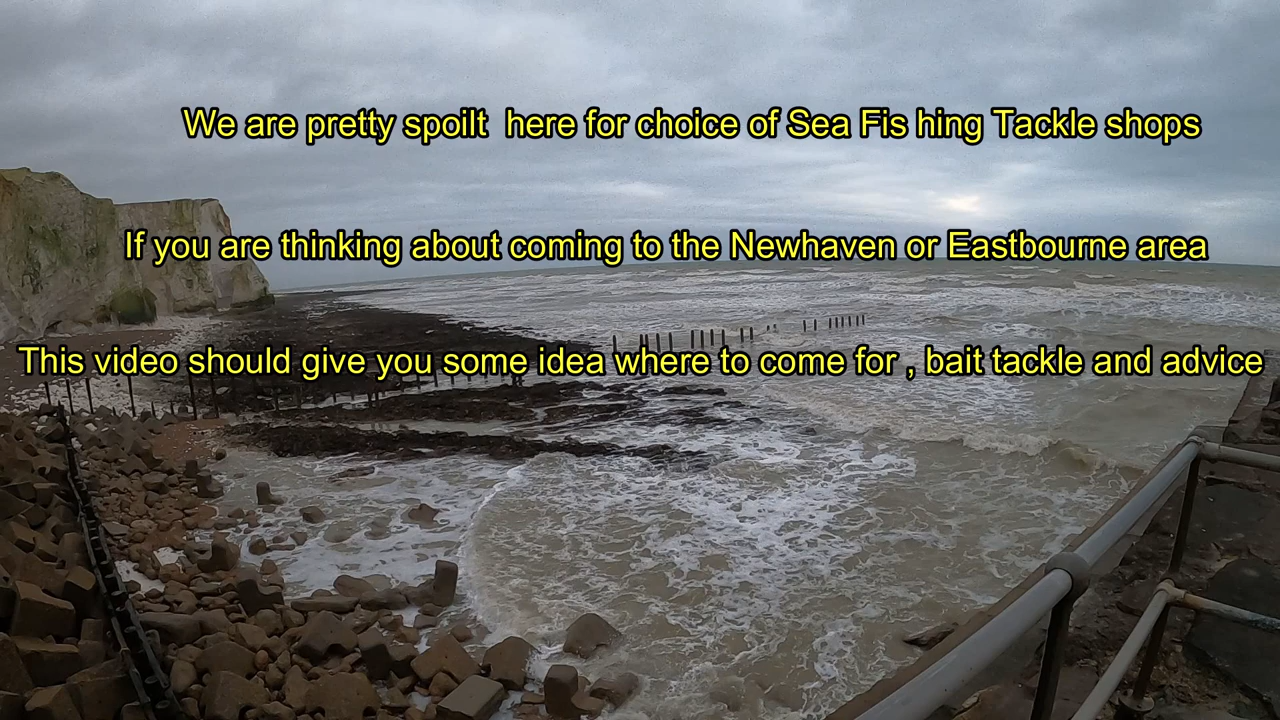 We are pretty spoilt  here for choice of Sea Fis hing Tackle shops
If you are thinking about coming to the Newhaven or Eastbourne area
This video should give you some idea where to come for , bait tackle and advice